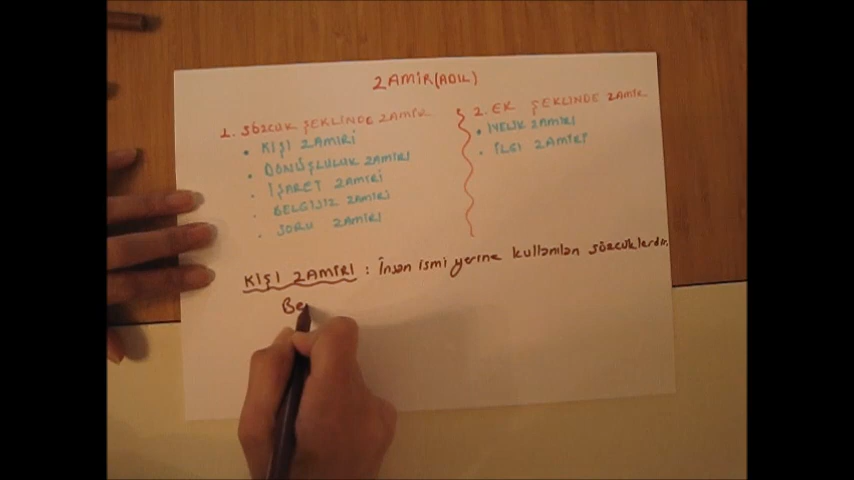 ZAMİR(ADIL)
1. SÖZCÜK ŞEKLİNDE ZAMİR
• KİŞİ ZAMİRİ
• DÖNÜŞLÜLÜK ZAMİRİ
• İŞARET ZAMİRİ
• BELGİSİZ ZAMİRİ
• SORU ZAMİRİ
2. EK ŞEKLİNDE ZAMİR
• İYELİK ZAMİRİ
• İLGİ ZAMİRİ
KİŞİ ZAMİRİ : İnsan ismi yerine kullanılan sözcüklerdir.
Be